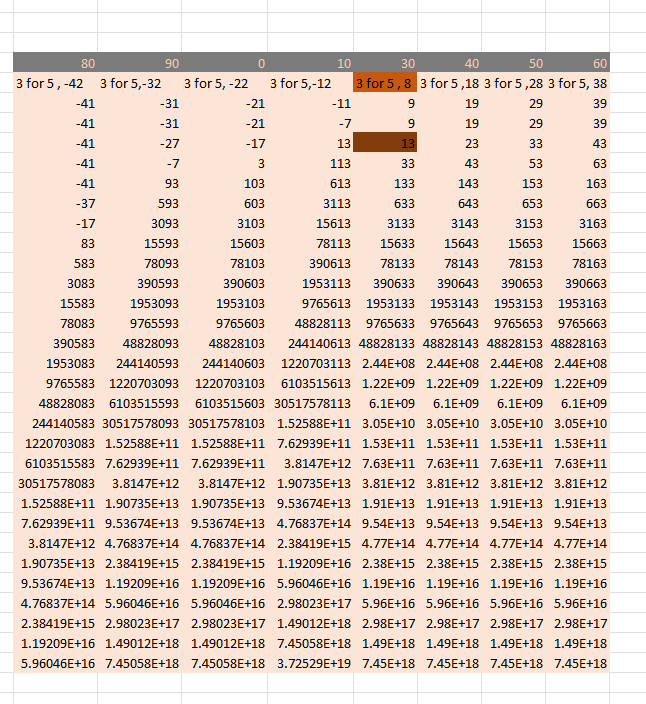 80 90 0 10 30 40 50 60
3 for 5 , -42 3 for 5,-32 3 for 5, -22 3 for 5,-12 3 for 5 , 8 3 for 5 ,18 3 for 5 ,28 3 for 5, 38
-41 -31 -21 -11 9 19 29 39
-41 -31 -21 -7 9 19 29 39
-41 -27 -17 13 13 23 33 43
-41 -7 3 113 33 43 53 63
-41 93 103 613 133 143 153 163
-37 593 603 3113 633 643 653 663
-17 3093 3103 15613 3133 3143 3153 3163
83 15593 15603 78113 15633 15643 15653 15663
583 78093 78103 390613 78133 78143 78153 78163
3083 390593 390603 1953113 390633 390643 390653 390663
15583 1953093 1953103 9765613 1953133 1953143 1953153 1953163
78083 9765593 9765603 48828113 9765633 9765643 9765653 9765663
390583 48828093 48828103 244140613 48828133 48828143 48828153 48828163
1953083 244140593 244140603 1220703113 2.44E+08 2.44E+08 2.44E+08 2.44E+08
9765583 1220703093 1220703103 6103515613 1.22E+09 1.22E+09 1.22E+09 1.22E+09
48828083 6103515593 6103515603 30517578113 6.1E+09 6.1E+09 6.1E+09 6.1E+09
244140583 30517578093 30517578103 1.52588E+11 3.05E+10 3.05E+10 3.05E+10 3.05E+10
1220703083 1.52588E+11 1.52588E+11 7.62939E+11 1.53E+11 1.53E+11 1.53E+11 1.53E+11
6103515583 7.62939E+11 7.62939E+11 3.8147E+12 7.63E+11 7.63E+11 7.63E+11 7.63E+11
30517578083 3.8147E+12 3.8147E+12 1.90735E+13 3.81E+12 3.81E+12 3.81E+12 3.81E+12
1.52588E+11 1.90735E+13 1.90735E+13 9.53674E+13 1.91E+13 1.91E+13 1.91E+13 1.91E+13
7.62939E+11 9.53674E+13 9.53674E+13 4.76837E+14 9.54E+13 9.54E+13 9.54E+13 9.54E+13
3.8147E+12 4.76837E+14 4.76837E+14 2.38419E+15 4.77E+14 4.77E+14 4.77E+14 4.77E+14
1.90735E+13 2.38419E+15 2.38419E+15 1.19209E+16 2.38E+15 2.38E+15 2.38E+15 2.38E+15
9.53674E+13 1.19209E+16 1.19209E+16 5.96046E+16 1.19E+16 1.19E+16 1.19E+16 1.19E+16
4.76837E+14 5.96046E+16 5.96046E+16 2.98023E+17 5.96E+16 5.96E+16 5.96E+16 5.96E+16
2.38419E+15 2.98023E+17 2.98023E+17 1.49012E+18 2.98E+17 2.98E+17 2.98E+17 2.98E+17
1.19209E+16 1.49012E+18 1.49012E+18 7.45058E+18 1.49E+18 1.49E+18 1.49E+18 1.49E+18
5.96046E+16 7.45058E+18 7.45058E+18 3.72529E+19 7.45E+18 7.45E+18 7.45E+18 7.45E+18